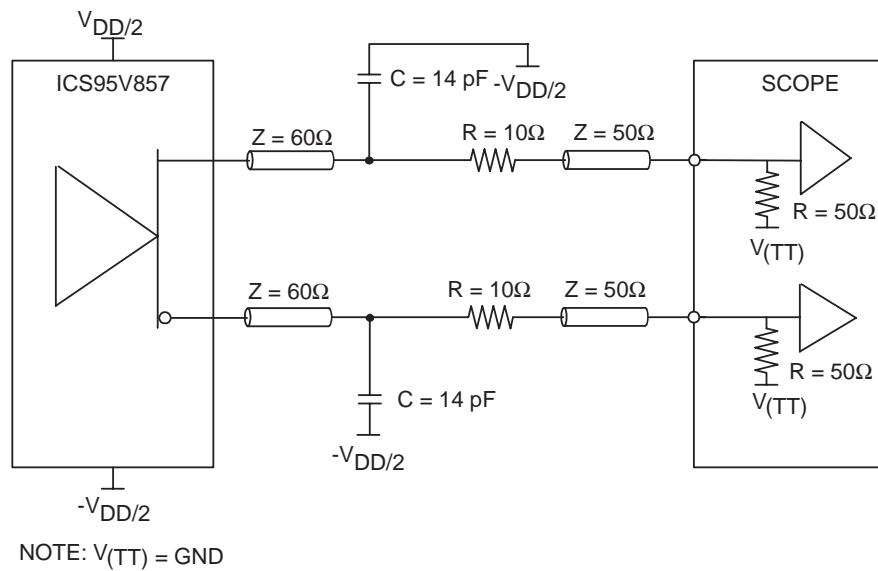 VDD/2
ICS95V857
C = 14 pF
-VDD/2
SCOPE
Z = 60Ω
R = 10Ω
Z = 50Ω
R = 50Ω
V(TT)
Z = 60Ω
R = 10Ω
Z = 50Ω
R = 50Ω
V(TT)
C = 14 pF
-VDD/2
-VDD/2
NOTE: V(TT) = GND